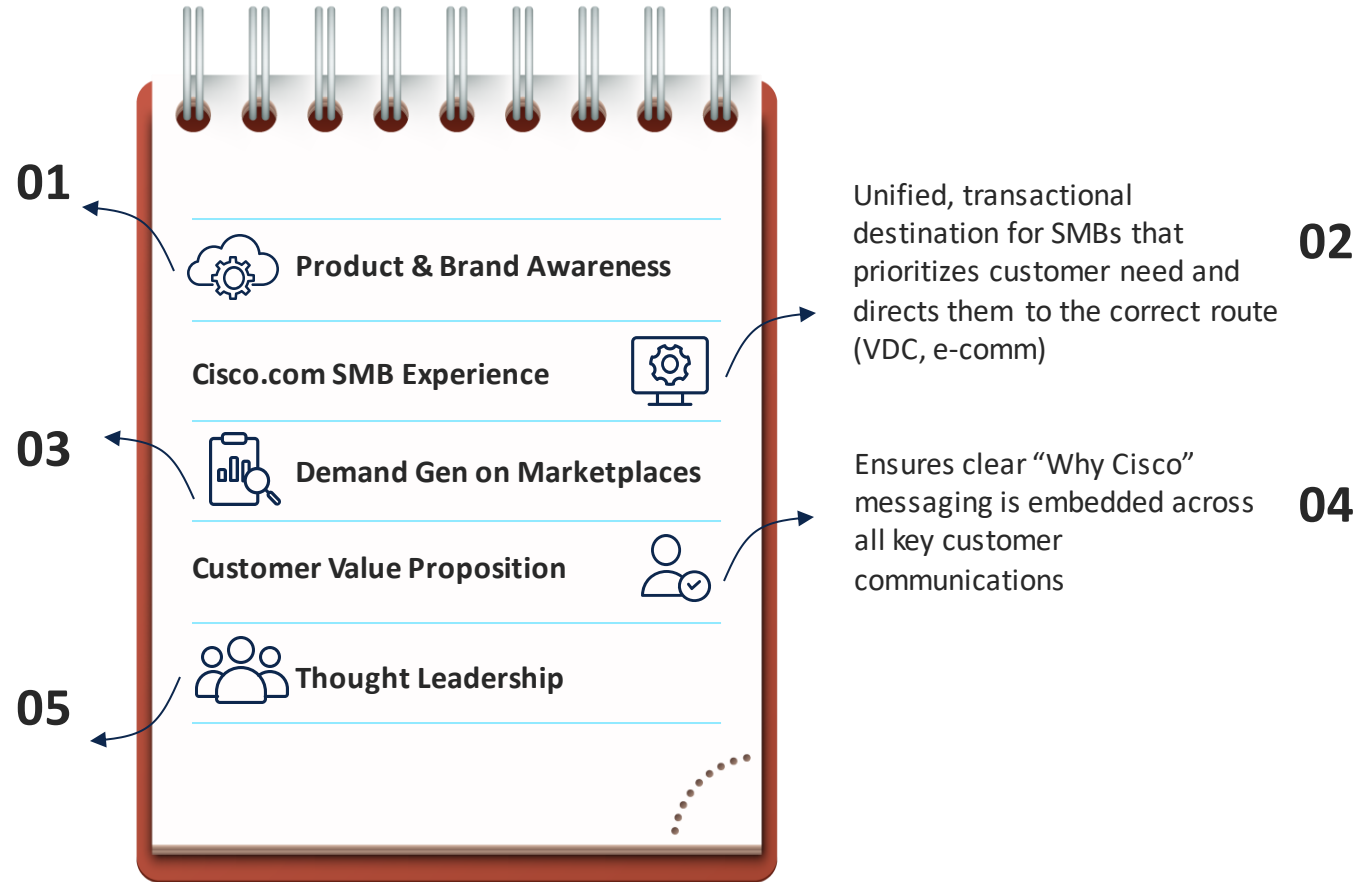 01
Product & Brand Awareness
Unified, transactional
destination for SMBs that
prioritizes customer need and
directs them to the correct route
(VDC, e-comm)
02
Cisco.com SMB Experience
03
Demand Gen on Marketplaces
Ensures clear “Why Cisco”
messaging is embedded across
all key customer
communications
04
Customer Value Proposition
05
Thought Leadership